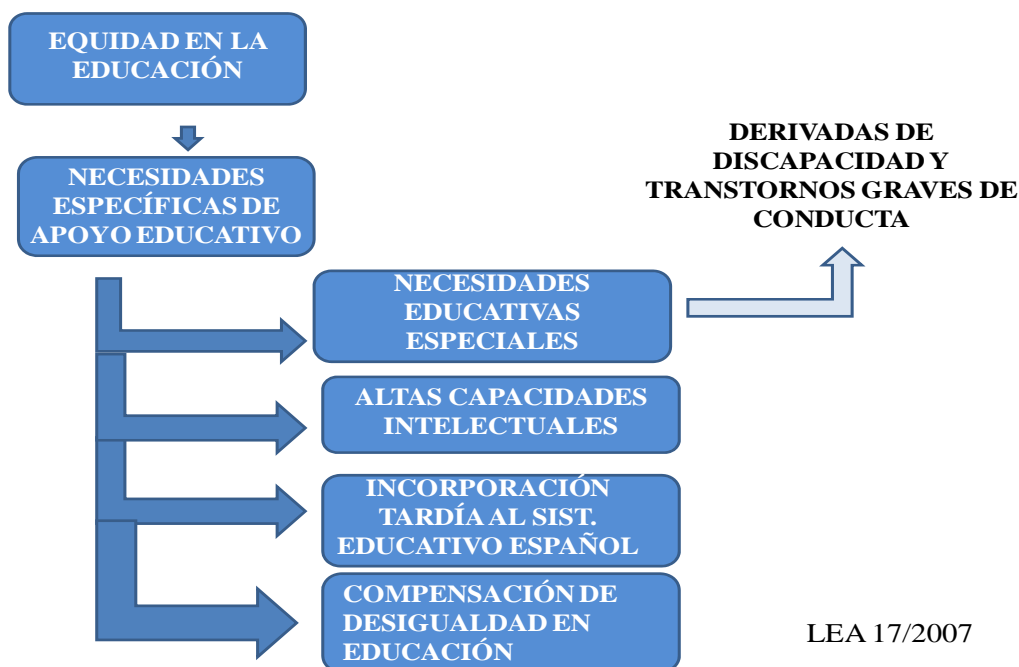 EQUIDAD EN LA
EDUCACIÓN
NECESIDADES
ESPECÍFICAS DE
APOYO EDUCATIVO
DERIVADAS DE
DISCAPACIDAD Y
TRANSTORNOS GRAVES DE
CONDUCTA
NECESIDADES
EDUCATIVAS
ESPECIALES
ALTAS CAPACIDADES
INTELECTUALES
INCORPORACIÓN
TARDÍA AL SIST.
EDUCATIVO ESPAÑOL
COMPENSACIÓN DE
DESIGUALDAD EN
EDUCACIÓN
LEA 17/2007